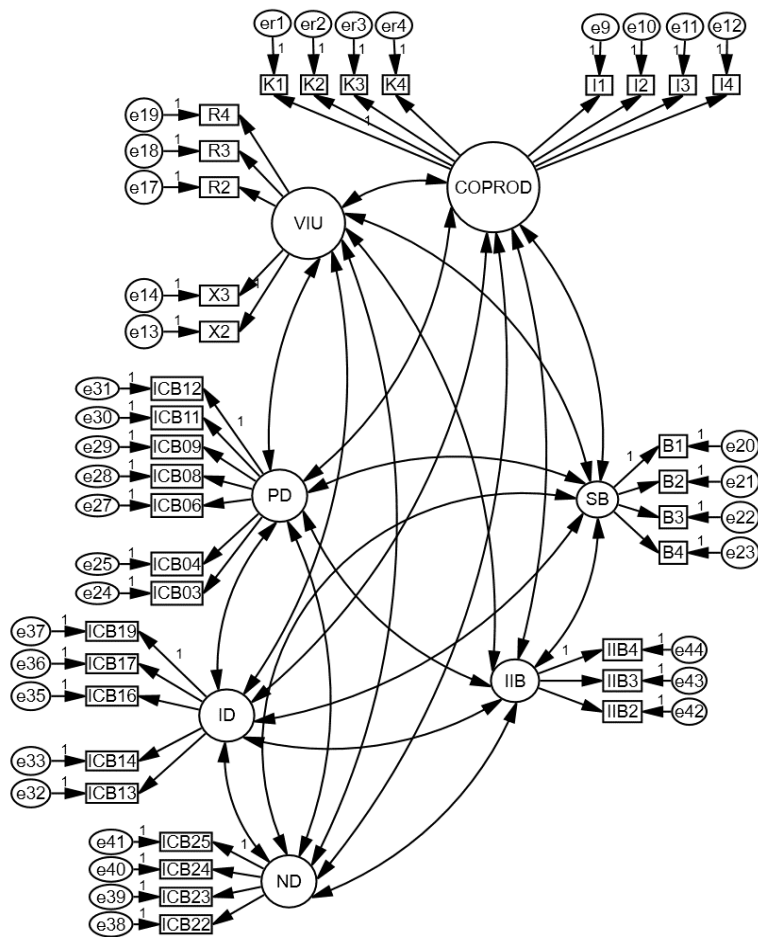 er1 er2 er3 er4
1 1 1 1
K1 K2 K3 K4
1
e9 e10 e11 e12
1 1 1 1
I1 I2 I3 I4
COPROD
e19 1 R4
e18 1 R3
e17 1 R2
VIU
e14 1 X3 1
e13 1 X2
e31 1 ICB12
e30 1 ICB11 1
e29 1 ICB09
e28 1 ICB08
e27 1 ICB06
PD
e25 1 ICB04
e24 1 ICB03
1 B1 1 e20
B2 1 e21
SB
B3 1 e22
B4 1 e23
e37 1 ICB19
e36 1 ICB17 1
e35 1 ICB16
ID
e33 1 ICB14
e32 1 ICB13
1 IIB4 1 e44
IIB IIB3 1 e43
IIB2 1 e42
e41 1 ICB25 1
e40 1 ICB24
ND
e39 1 ICB23
e38 1 ICB22